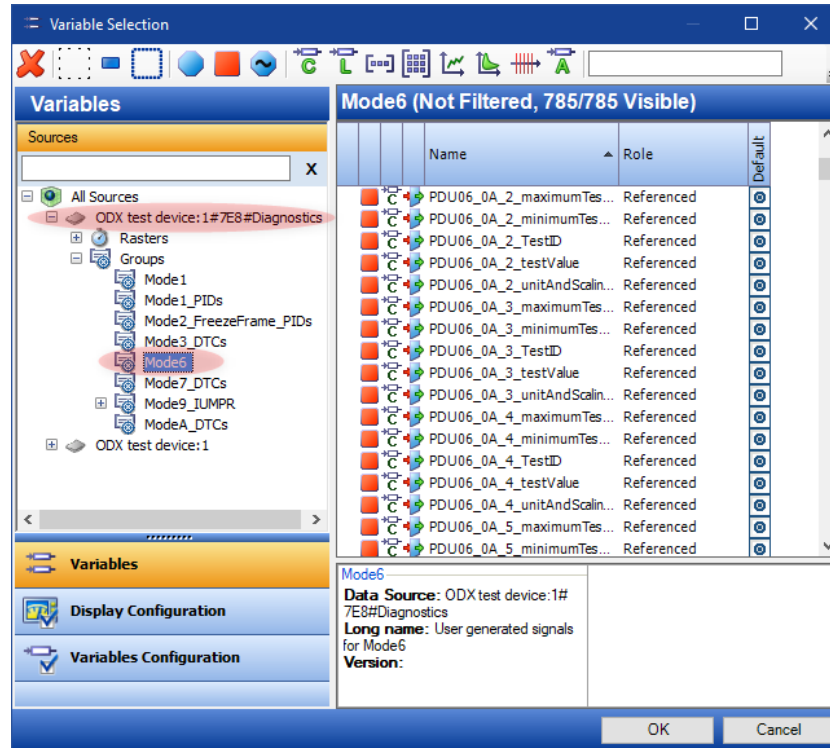 Variable Selection
C L A
Variables
Sources
X
All Sources
ODX test device:1#7E8#Diagnostics
Rasters
Groups
Mode1
Mode1_PIDs
Mode2_FreezeFrame_PIDs
Mode3_DTCs
Mode6
Mode7_DTCs
Mode9_IUMPR
ModeA_DTCs
ODX test device:1
Variables
Display Configuration
Variables Configuration
Mode6 (Not Filtered, 785/785 Visible)
Name Role Default
C PDU06_0A_2_maximumTes... Referenced
C PDU06_0A_2_minimumTes... Referenced
C PDU06_0A_2_TestID Referenced
C PDU06_0A_2_testValue Referenced
C PDU06_0A_2_unitAndScalin... Referenced
C PDU06_0A_3_maximumTes... Referenced
C PDU06_0A_3_minimumTes... Referenced
C PDU06_0A_3_TestID Referenced
C PDU06_0A_3_testValue Referenced
C PDU06_0A_3_unitAndScalin... Referenced
C PDU06_0A_4_maximumTes... Referenced
C PDU06_0A_4_minimumTes... Referenced
C PDU06_0A_4_TestID Referenced
C PDU06_0A_4_testValue Referenced
C PDU06_0A_4_unitAndScalin... Referenced
C PDU06_0A_5_maximumTes... Referenced
C PDU06_0A_5_minimumTes... Referenced
Mode6
Data Source: ODX test device:1#
7E8#Diagnostics
Long name: User generated signals
for Mode6
Version:
OK Cancel